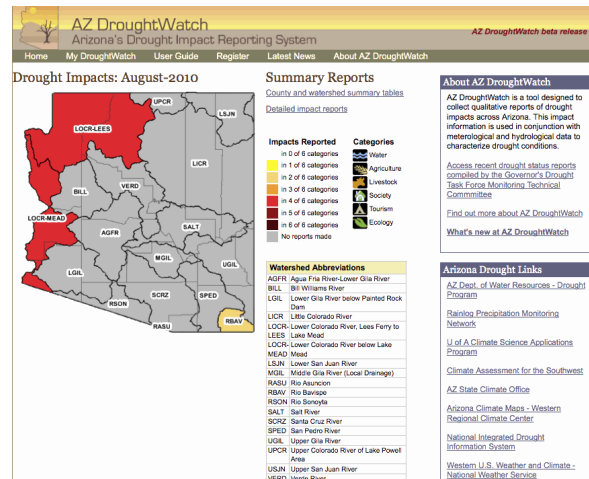 AZ DroughtWatch
Arizona's Drought Impact Reporting System
AZ DroughtWatch beta release
Home My DroughtWatch User Guide Register Latest News About AZ DroughtWatch
Drought Impacts: August-2010
UPCR
LSJN
LOCR-LEES
LICR
VERD
BILL
LOCR-MEAD
SALT
AGFR
MGIL
UGIL
LGIL
SCRZ
SPED
RSON
RBAV
RASU
Summary Reports
County and watershed summary tables
Detailed impact reports
Impacts Reported
in 0 of 6 categories
in 1 of 6 categories
in 2 of 6 categories
in 3 of 6 categories
in 4 of 6 categories
in 5 of 6 categories
in 6 of 6 categories
No reports made
Categories
Water
Agriculture
Livestock
Society
Tourism
Ecology
Watershed Abbreviations
AGFR Agua Fria River-Lower Gila River
BILL Bill Williams River
LGIL Lower Gila River below Painted Rock
Dam
LICR Little Colorado River
LOCR- Lower Colorado River, Lees Ferry to
LEES Lake Mead
LOCR- Lower Colorado River below Lake
MEAD Mead
LSJN Lower San Juan River
MGIL Middle Gila River (Local Drainage)
RASU Rio Asuncion
RBAV Rio Bavispe
RSON Rio Sonoyta
SALT Salt River
SCRZ Santa Cruz River
SPED San Pedro River
UGIL Upper Gila River
UPCR Upper Colorado River of Lake Powell
Area
USJN Upper San Juan River
VERD Verde River
About AZ DroughtWatch
AZ DroughtWatch is a tool designed to
collect qualitative reports of drought
impacts across Arizona. This impact
information is used in conjunction with
meterological and hydrological data to
characterize drought conditions.
Access recent drought status reports
compiled by the Governor's Drought
Task Force Monitoring Technical
Commmittee
Find out more about AZ DroughtWatch
What's new at AZ DroughtWatch
Arizona Drought Links
AZ Dept. of Water Resources - Drought
Program
Rainlog Precipitation Monitoring
Network
U of A Climate Science Applications
Program
Climate Assessment for the Southwest
AZ State Climate Office
Arizona Climate Maps - Western
Regional Climate Center
National Integrated Drought
Information System
Western U.S. Weather and Climate -
National Weather Service